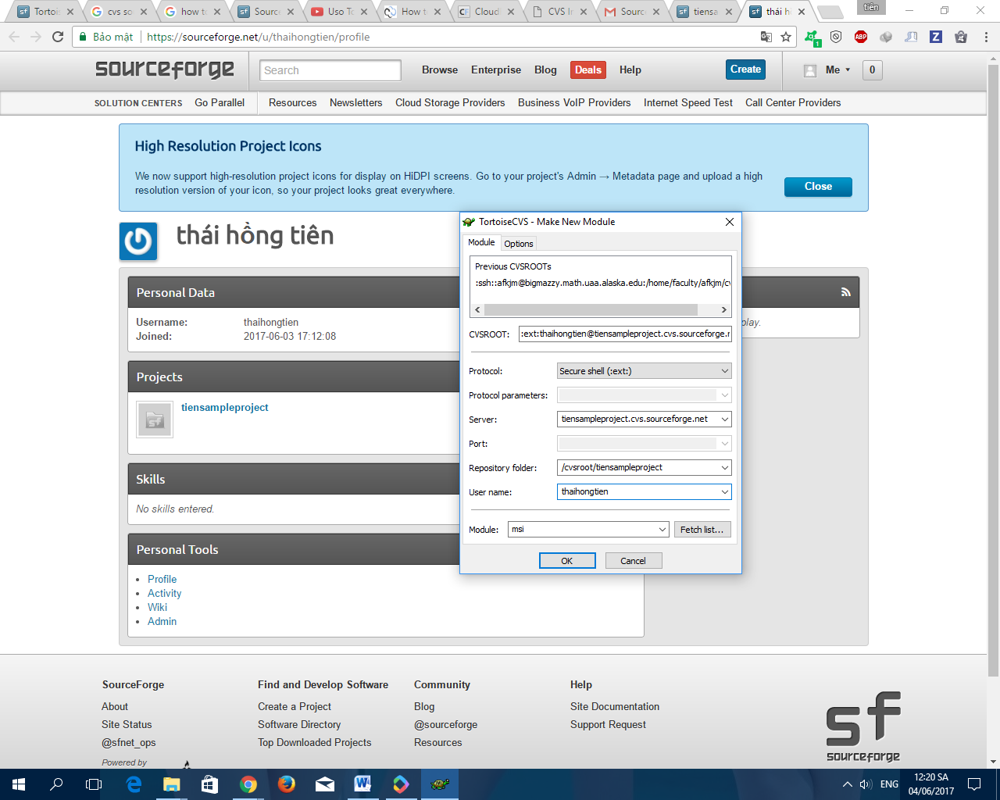 Tortois
cvs so
how to
Source
Uso To
How to
Cloud
CVS In
Source
tiensa
thái h
tiên
Bảo mật
https://sourceforge.net/u/thaihongtien/profile
sourceforge
Search
Browse
Enterprise
Blog
Deals
Help
Create
Me
0
SOLUTION CENTERS
Go Parallel
Resources
Newsletters
Cloud Storage Providers
Business VoIP Providers
Internet Speed Test
Call Center Providers
High Resolution Project Icons
We now support high-resolution project icons for display on HiDPI screens. Go to your project's Admin → Metadata page and upload a high
resolution version of your icon, so your project looks great everywhere.
Close
thái hồng tiên
Personal Data
Username: thaihongtien
Joined: 2017-06-03 17:12:08
Projects
tiensampleproject
Skills
No skills entered.
Personal Tools
Profile
Activity
Wiki
Admin
play.
TortoiseCVS - Make New Module
Module
Options
Previous CVSROOTs
:ssh::afkjm@bigmazzy.math.uaa.alaska.edu:/home/faculty/afkjm/cv
CVSROOT: :ext:thaihongtien@tiensampleproject.cvs.sourceforge.n
Protocol: Secure shell (:ext:)
Protocol parameters:
Server: tiensampleproject.cvs.sourceforge.net
Port:
Repository folder: /cvsroot/tiensampleproject
User name: thaihongtien
Module: msi
Fetch list...
OK
Cancel
SourceForge
About
Site Status
@sfnet_ops
Powered by
Find and Develop Software
Create a Project
Software Directory
Top Downloaded Projects
Community
Blog
@sourceforge
Resources
Help
Site Documentation
Support Request
sf
sourceforge
ENG
12:20 SA
04/06/2017